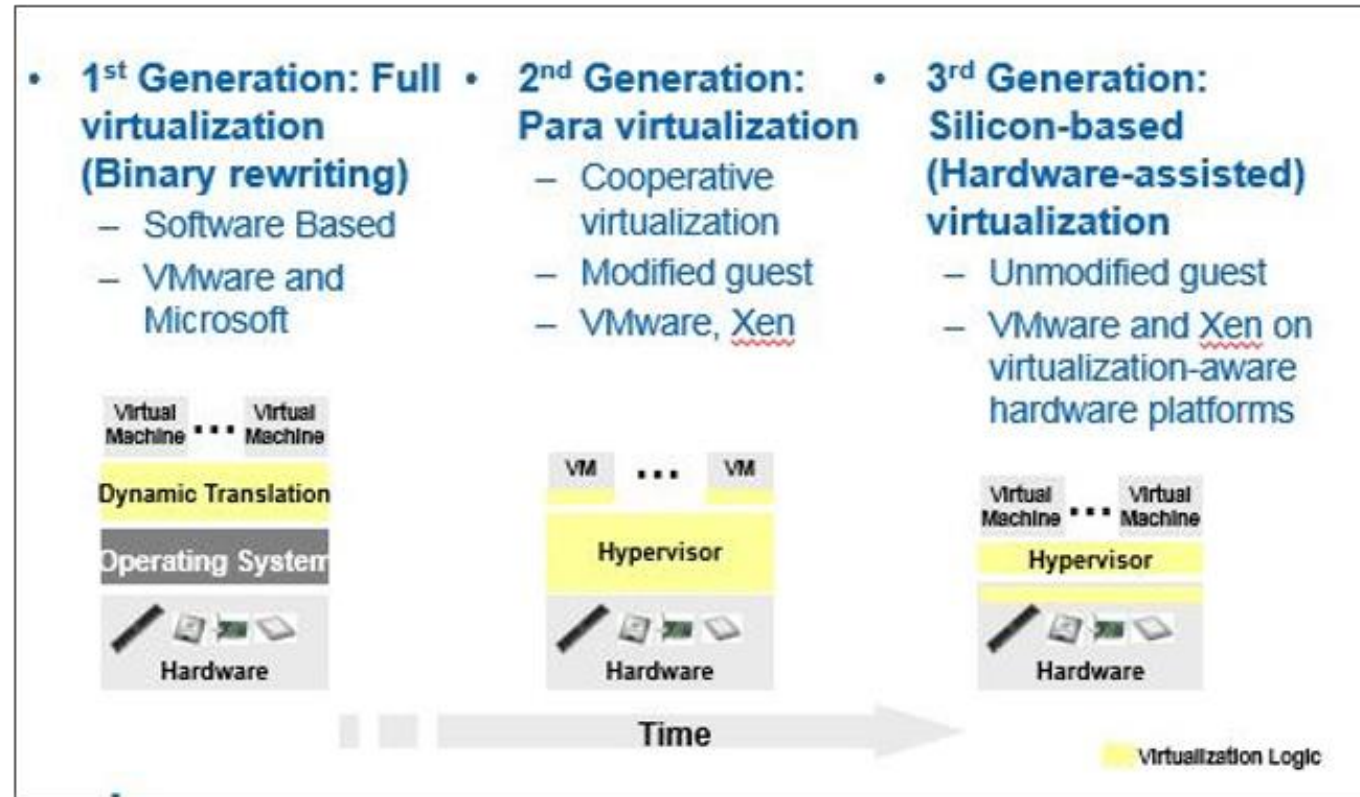 • 1st Generation: Full
virtualization
(Binary rewriting)
– Software Based
– VMware and
Microsoft
Virtual
Machine
...
Virtual
Machine
Dynamic Translation
Operating System
Hardware
• 2nd Generation:
Para virtualization
– Cooperative
virtualization
– Modified guest
– VMware, Xen
VM ... VM
Hypervisor
Hardware
• 3rd Generation:
Silicon-based
(Hardware-assisted)
virtualization
– Unmodified guest
– VMware and Xen on
virtualization-aware
hardware platforms
Virtual
Machine
...
Virtual
Machine
Hypervisor
Hardware
Time
Virtualization Logic